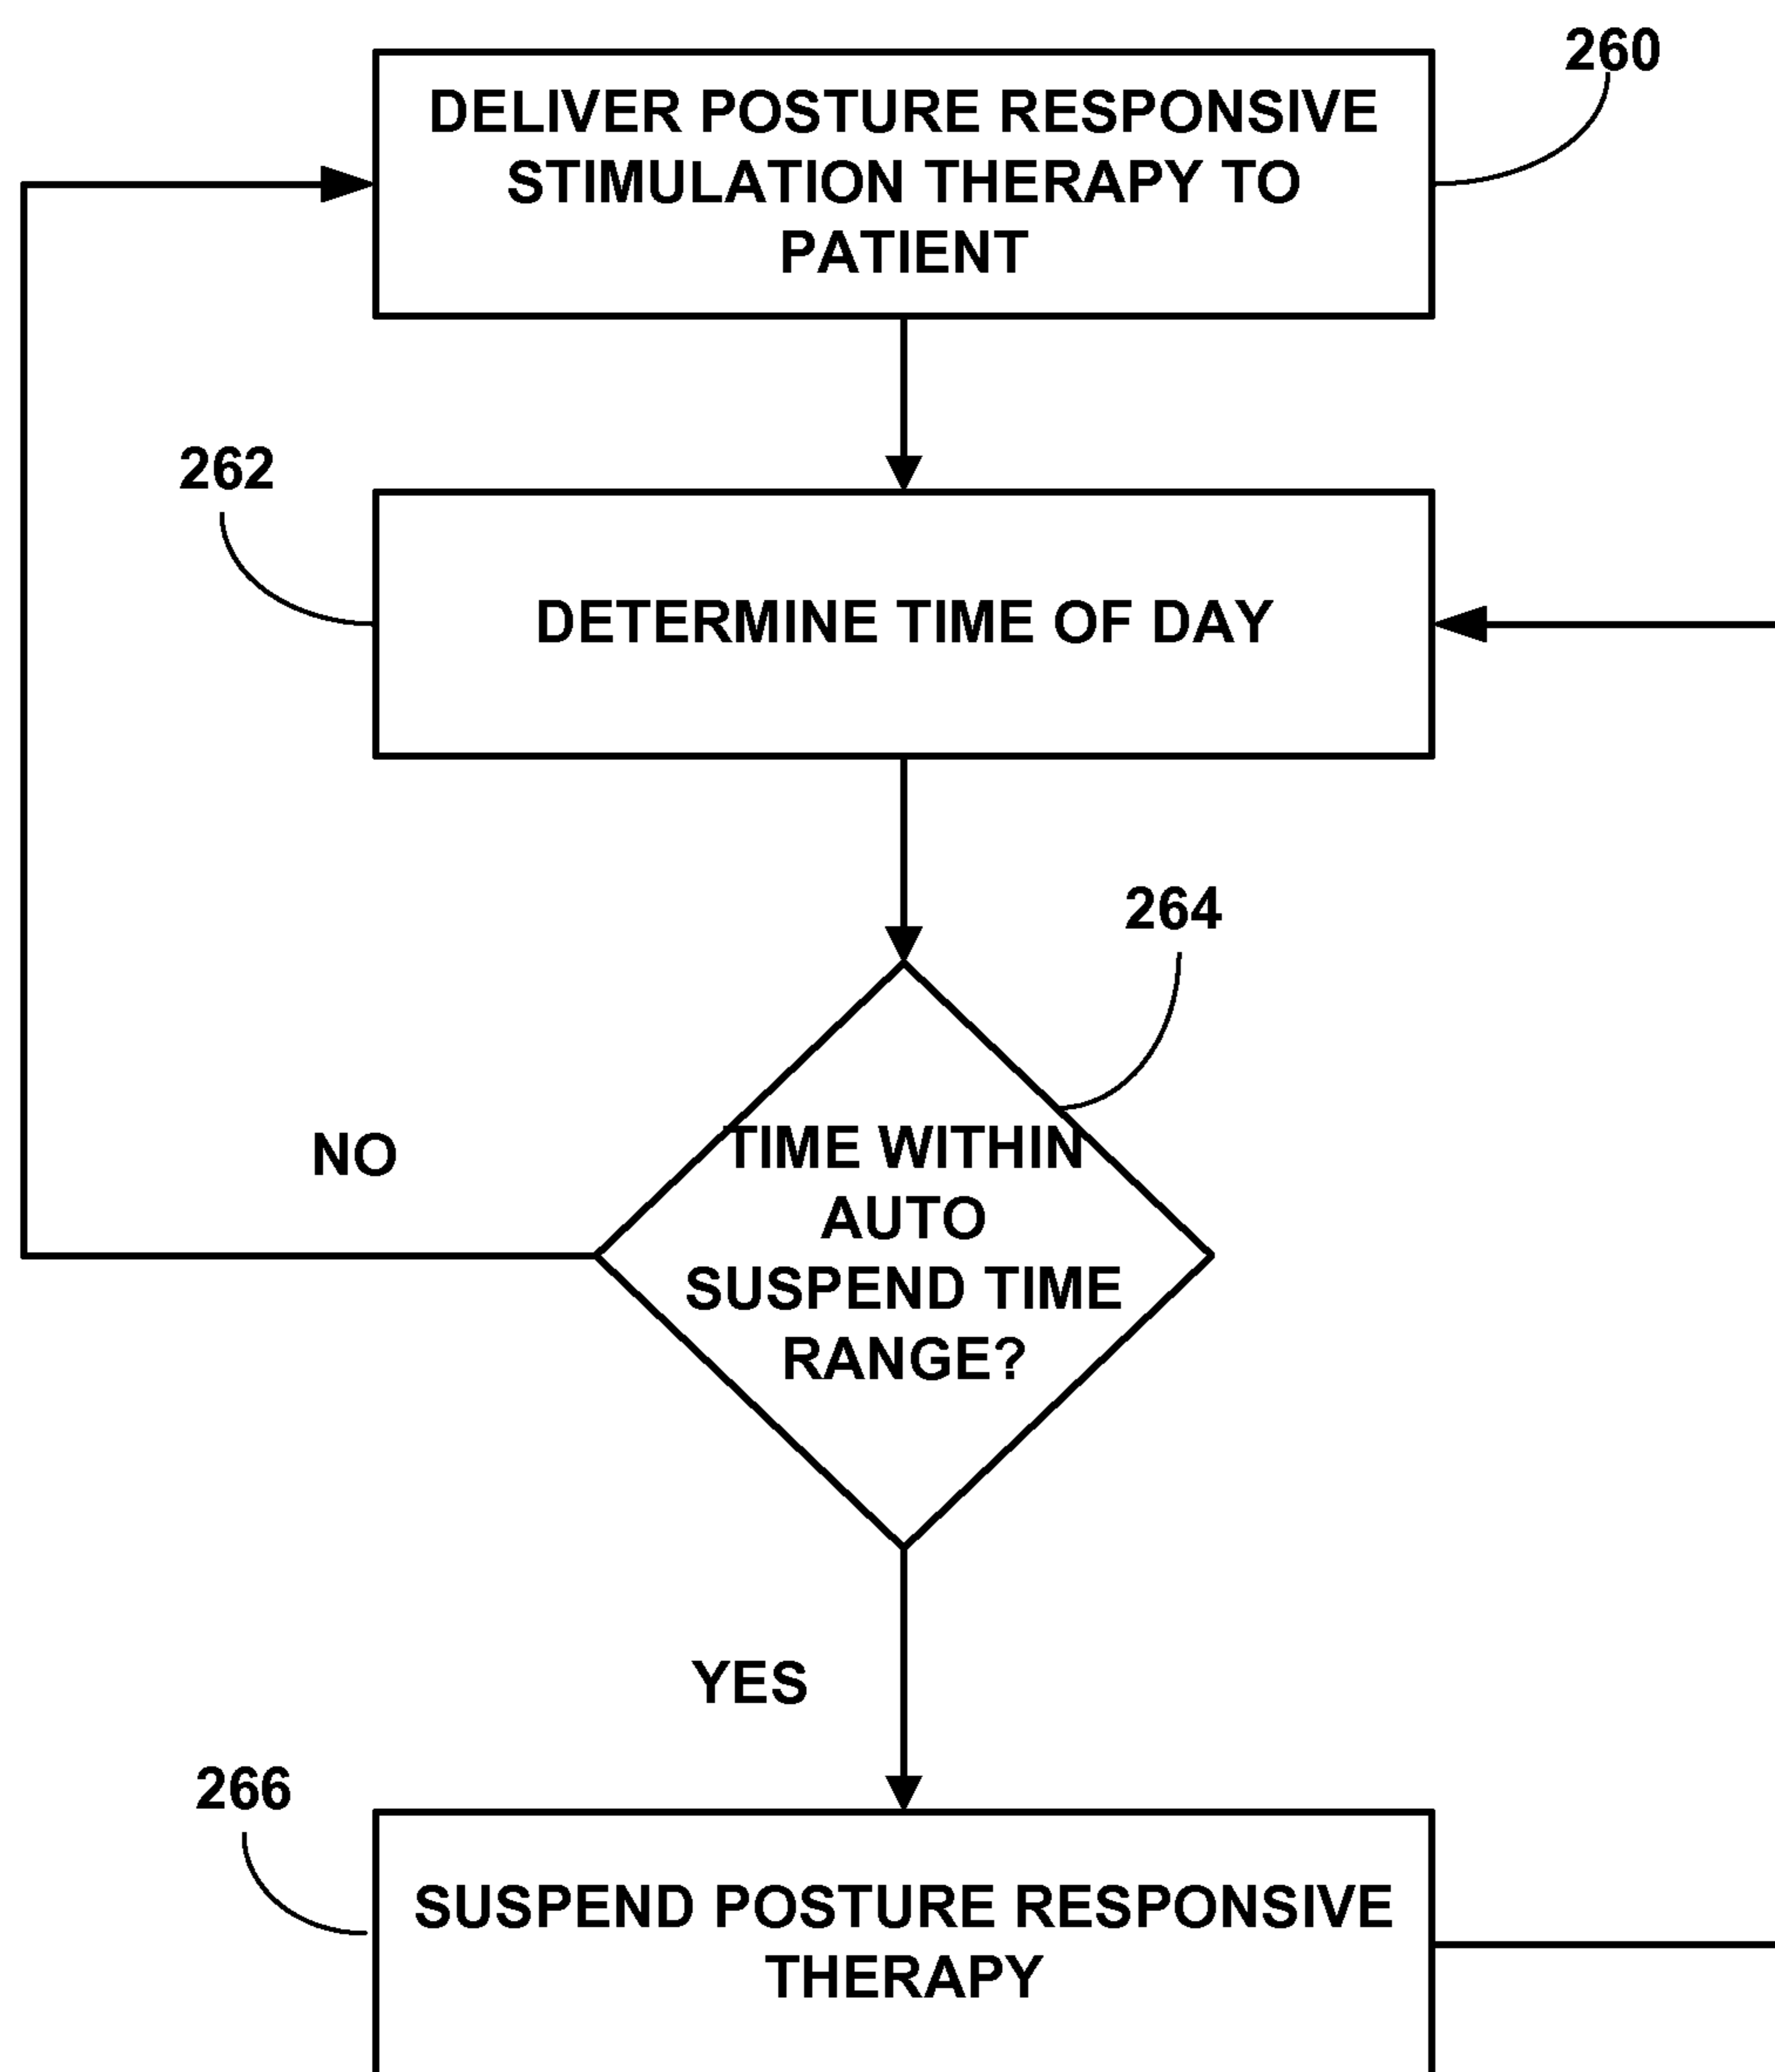 260
DELIVER POSTURE RESPONSIVE
STIMULATION THERAPY TO
PATIENT
262
DETERMINE TIME OF DAY
264
TIME WITHIN
AUTO
SUSPEND TIME
RANGE?
NO
YES
266
SUSPEND POSTURE RESPONSIVE
THERAPY